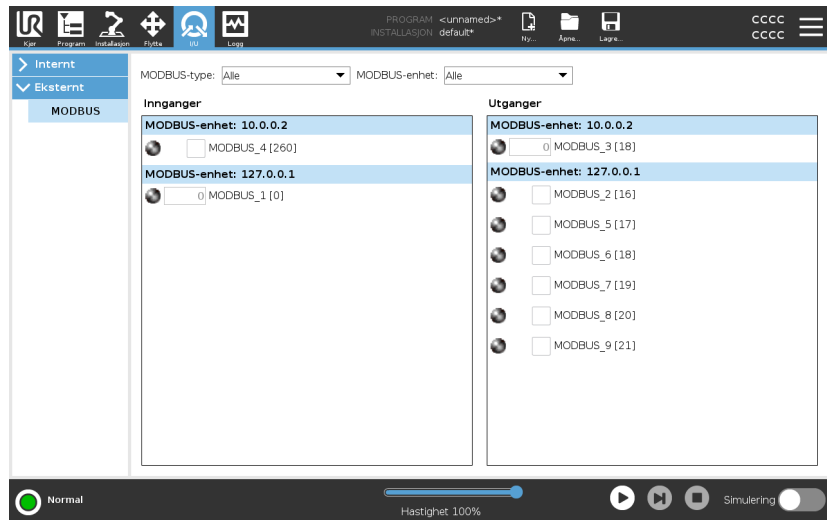 PROGRAM <unnamed>*
INSTALLASJON default*
UR
Kjør
Program
Installasjon
Flytte
I/U
Logg
Ny...
Åpne...
Lagre...
cccc
cccc
Internt
Eksternt
MODBUS
MODBUS-type: Alle MODBUS-enhet: Alle
Innganger
MODBUS-enhet: 10.0.0.2
MODBUS_4 [260]
MODBUS-enhet: 127.0.0.1
0 MODBUS_1 [0]
Utganger
MODBUS-enhet: 10.0.0.2
0 MODBUS_3 [18]
MODBUS-enhet: 127.0.0.1
MODBUS_2 [16]
MODBUS_5 [17]
MODBUS_6 [18]
MODBUS_7 [19]
MODBUS_8 [20]
MODBUS_9 [21]
Normal
Hastighet 100%
Simulering